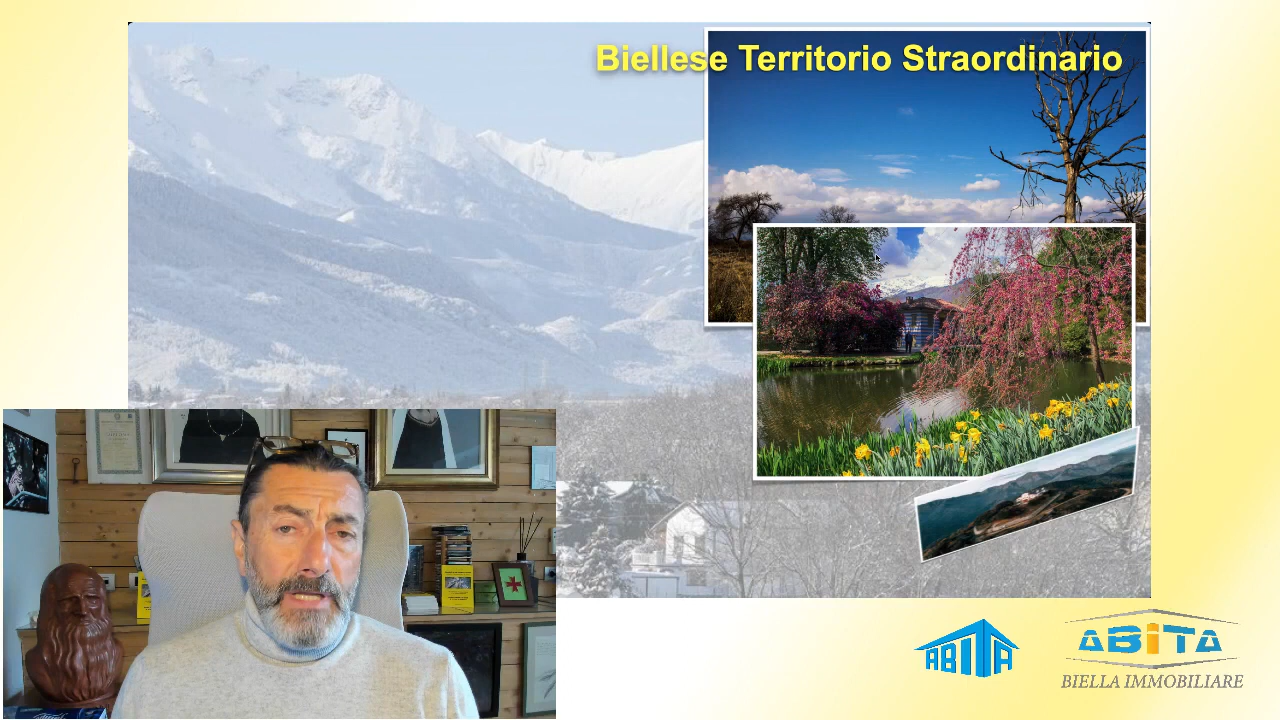 Biellese Territorio Straordinario
ABITA
ABITA
BIELLA IMMOBILIARE